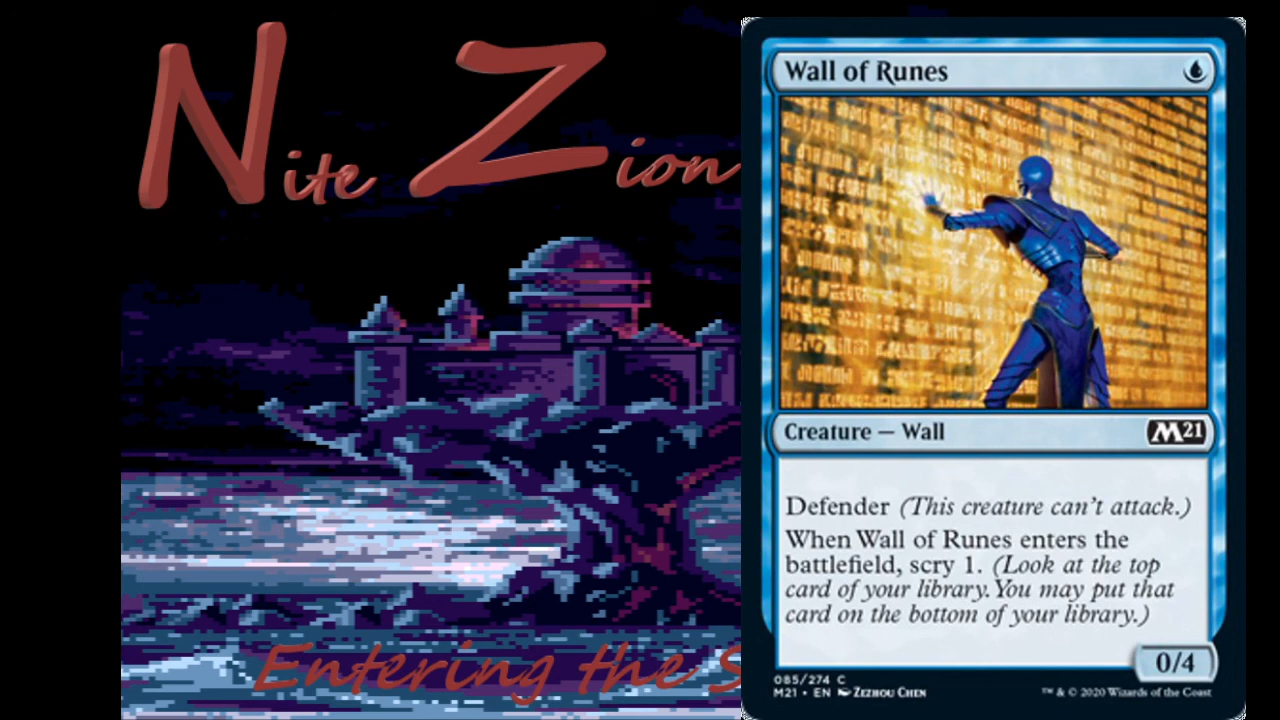 Nite Zion
Entering the S
Wall of Runes
Creature — Wall
M21
Defender (This creature can't attack.)
When Wall of Runes enters the
battlefield, scry 1. (Look at the top
card of your library. You may put that
card on the bottom of your library.)
0/4
085/274 C
M21 • EN Zezhou Chen
™ & © 2020 Wizards of the Coast